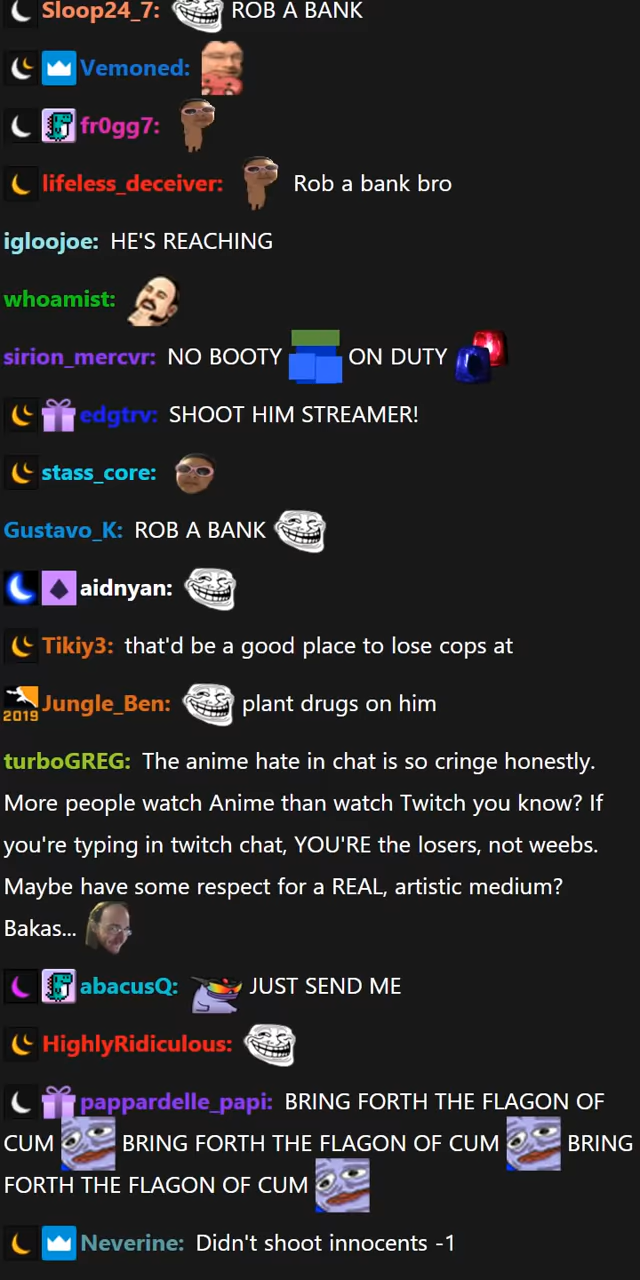 Sloop24_7: ROB A BANK
Vemoned:
fr0gg7:
lifeless_deceiver: Rob a bank bro
igloojoe: HE'S REACHING
whoamist:
sirion_mercvr: NO BOOTY ON DUTY
edgtrv: SHOOT HIM STREAMER!
stass_core:
Gustavo_K: ROB A BANK
aidnyan:
Tikiy3: that'd be a good place to lose cops at
2019 Jungle_Ben: plant drugs on him
turboGREG: The anime hate in chat is so cringe honestly.
More people watch Anime than watch Twitch you know? If
you're typing in twitch chat, YOU'RE the losers, not weebs.
Maybe have some respect for a REAL, artistic medium?
Bakas...
abacusQ: JUST SEND ME
HighlyRidiculous:
pappardelle_papi: BRING FORTH THE FLAGON OF
CUM BRING FORTH THE FLAGON OF CUM BRING
FORTH THE FLAGON OF CUM
Neverine: Didn't shoot innocents -1